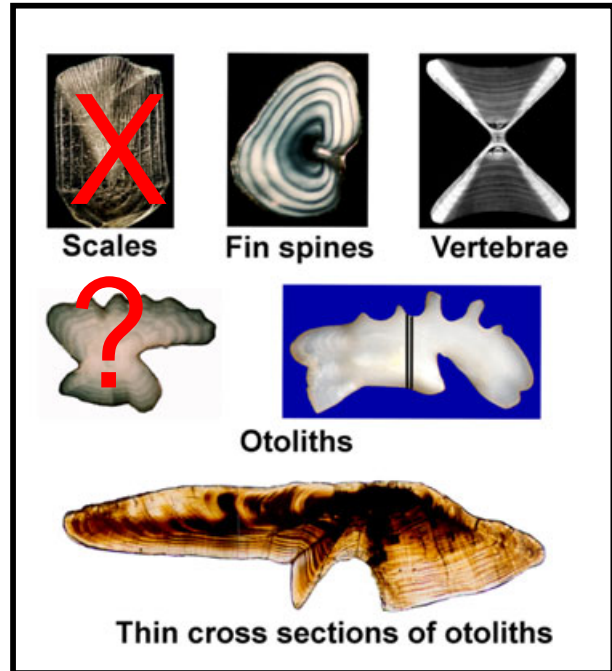 X
Scales
Fin spines
Vertebrae
?
Otoliths
Thin cross sections of otoliths